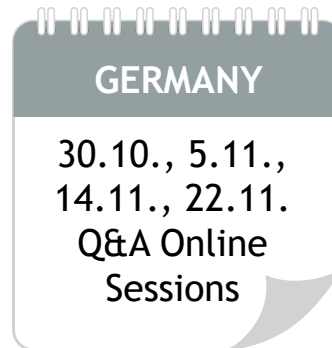 GERMANY
30.10., 5.11.,
14.11., 22.11.
Q&A Online
Sessions